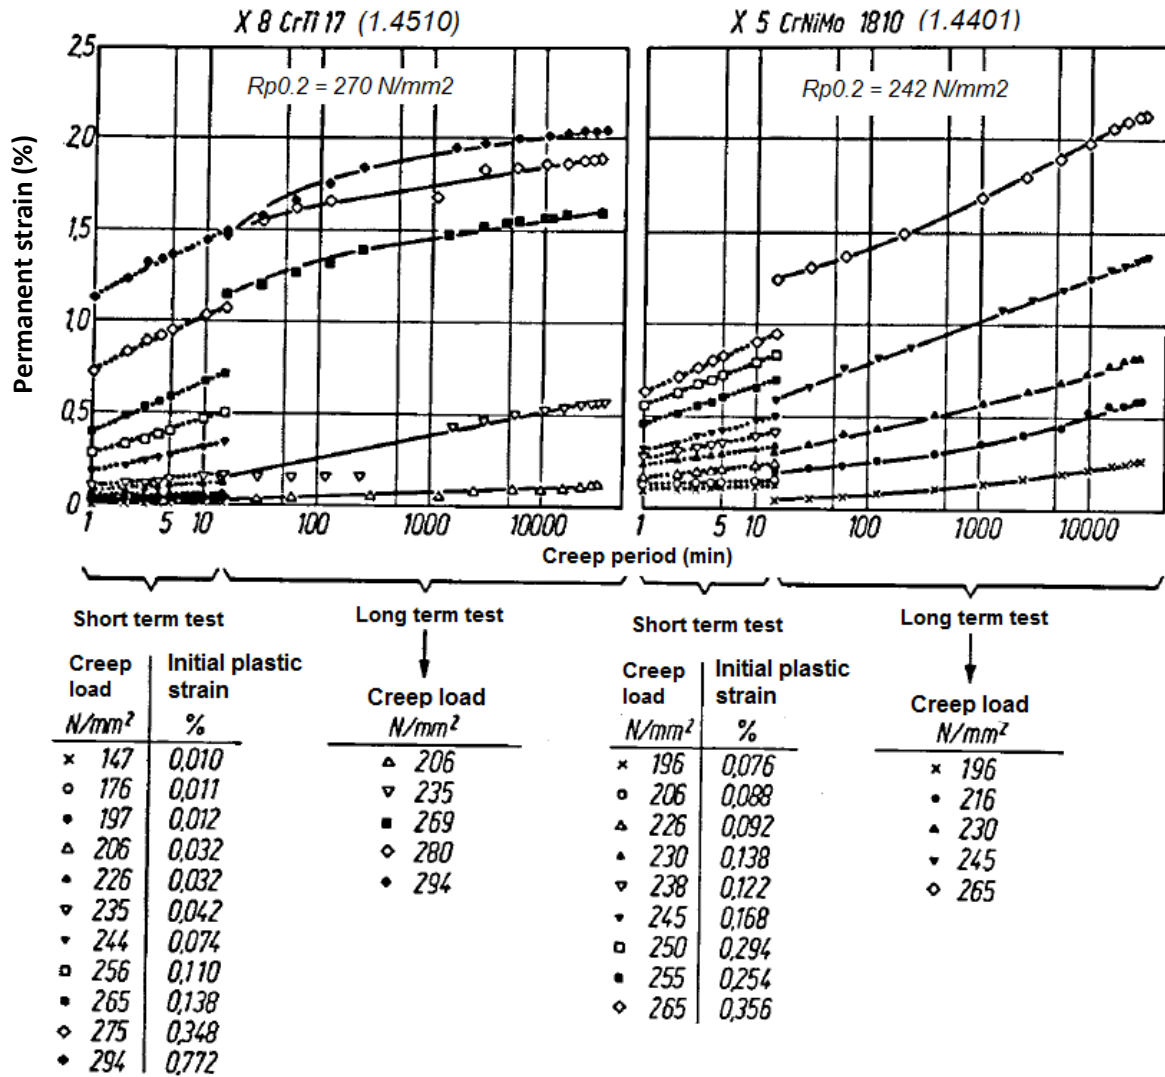 X 8 CrTi 17 (1.4510)
X 5 CrNiMo 1810 (1.4401)
Rp0.2 = 270 N/mm2
Rp0.2 = 242 N/mm2
Permanent strain (%)
2,5
2,0
1,5
1,0
0,5
0
1 5 10 100 1000 10000
1 5 10 100 1000 10000
Creep period (min)
Short term test
Long term test
Short term test
Long term test
Creep load
Initial plastic strain
N/mm² %
× 147 0,010
○ 176 0,011
● 197 0,012
△ 206 0,032
▲ 226 0,032
▽ 235 0,042
▼ 244 0,074
□ 256 0,110
■ 265 0,138
◇ 275 0,348
◆ 294 0,772
Creep load
N/mm²
△ 206
▽ 235
■ 269
◇ 280
◆ 294
Creep load
Initial plastic strain
N/mm² %
× 196 0,076
○ 206 0,088
△ 226 0,092
▲ 230 0,138
▽ 238 0,122
▼ 245 0,168
□ 250 0,294
■ 255 0,254
◇ 265 0,356
Creep load
N/mm²
× 196
● 216
▲ 230
▼ 245
◇ 265